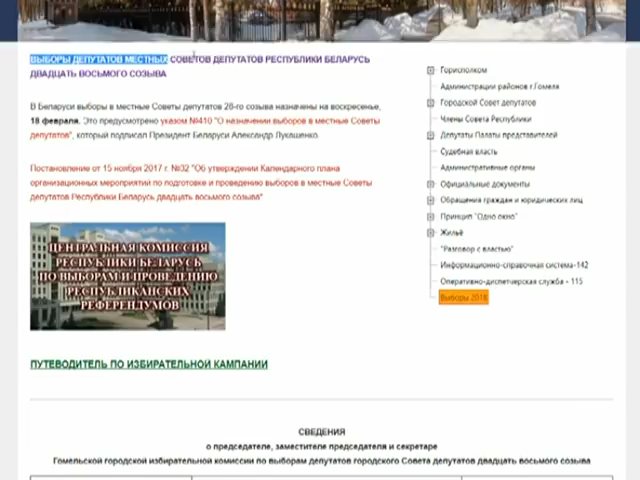 ВЫБОРЫ ДЕПУТАТОВ МЕСТНЫХ СОВЕТОВ ДЕПУТАТОВ РЕСПУБЛИКИ БЕЛАРУСЬ
ДВАДЦАТЬ ВОСЬМОГО СОЗЫВА
В Беларуси выборы в местные Советы депутатов 28-го созыва назначены на воскресенье,
18 февраля. Это предусмотрено указом №410 "О назначении выборов в местные Советы
депутатов", который подписал Президент Беларуси Александр Лукашенко.
Постановление от 15 ноября 2017 г. №32 "Об утверждении Календарного плана
организационных мероприятий по подготовке и проведению выборов в местные Советы
депутатов Республики Беларусь двадцать восьмого созыва"
ЦЕНТРАЛЬНАЯ КОМИССИЯ
РЕСПУБЛИКИ БЕЛАРУСЬ
ПО ВЫБОРАМ И ПРОВЕДЕНИЮ
РЕСПУБЛИКАНСКИХ
РЕФЕРЕНДУМОВ
ПУТЕВОДИТЕЛЬ ПО ИЗБИРАТЕЛЬНОЙ КАМПАНИИ
Горисполком
Администрации районов г.Гомеля
Городской Совет депутатов
Члены Совета Республики
Депутаты Палаты представителей
Судебная власть
Административные органы
Официальные документы
Обращения граждан и юридических лиц
Принцип "Одно окно"
Жильё
"Разговор с властью"
Информационно-справочная система-142
Оперативно-диспетчерская служба - 115
Выборы 2018
СВЕДЕНИЯ
о председателе, заместителе председателя и секретаре
Гомельской городской избирательной комиссии по выборам депутатов городского Совета депутатов двадцать восьмого созыва